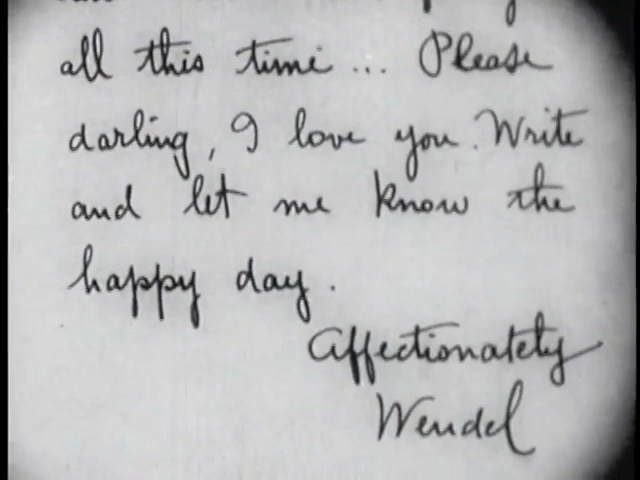 all this time ... Please
darling, I love you. Write
and let me know the
happy day.
Affectionately
Wendel